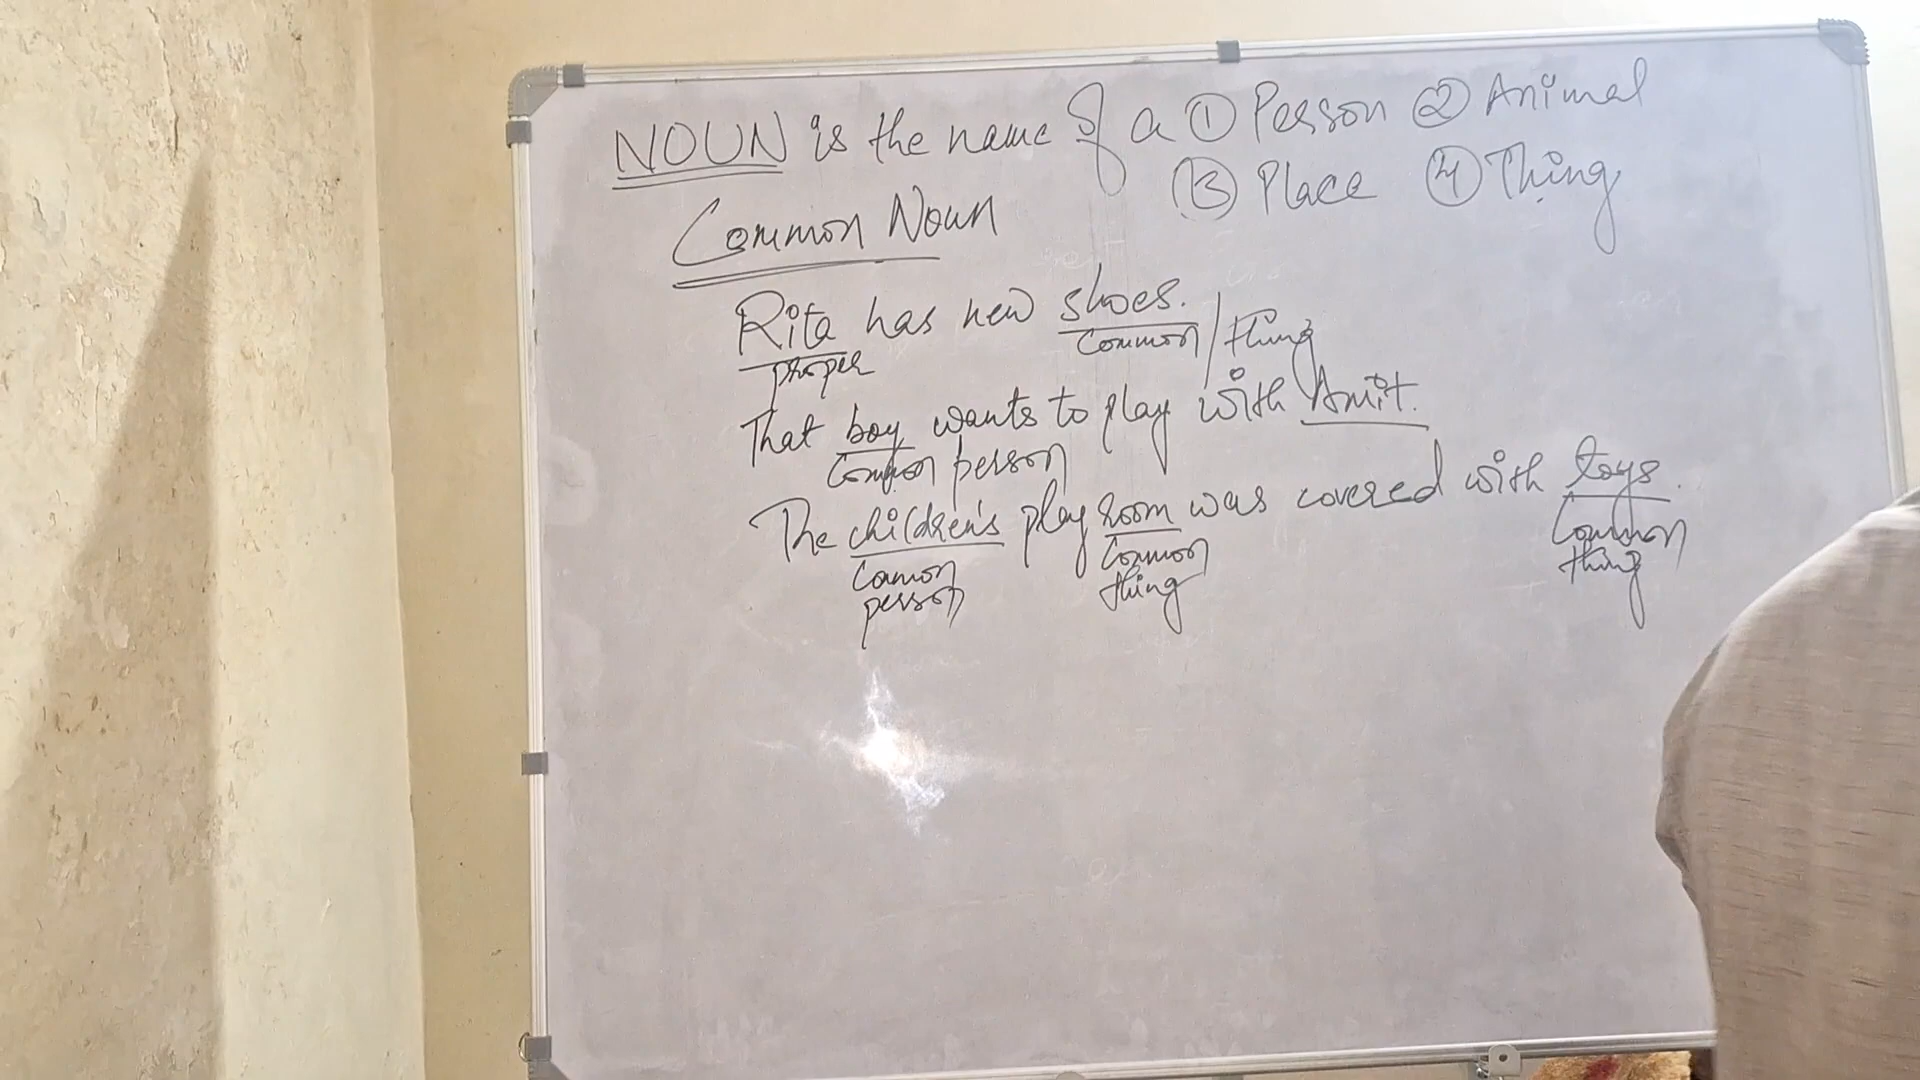 NOUN is the name of a ① Person ② Animal
③ Place ④ Thing
Common Noun
Rita has new shoes.
proper common / thing
That boy wants to play with Amit.
Common person
The children's play room was covered with toys.
Common Common Common
person thing thing